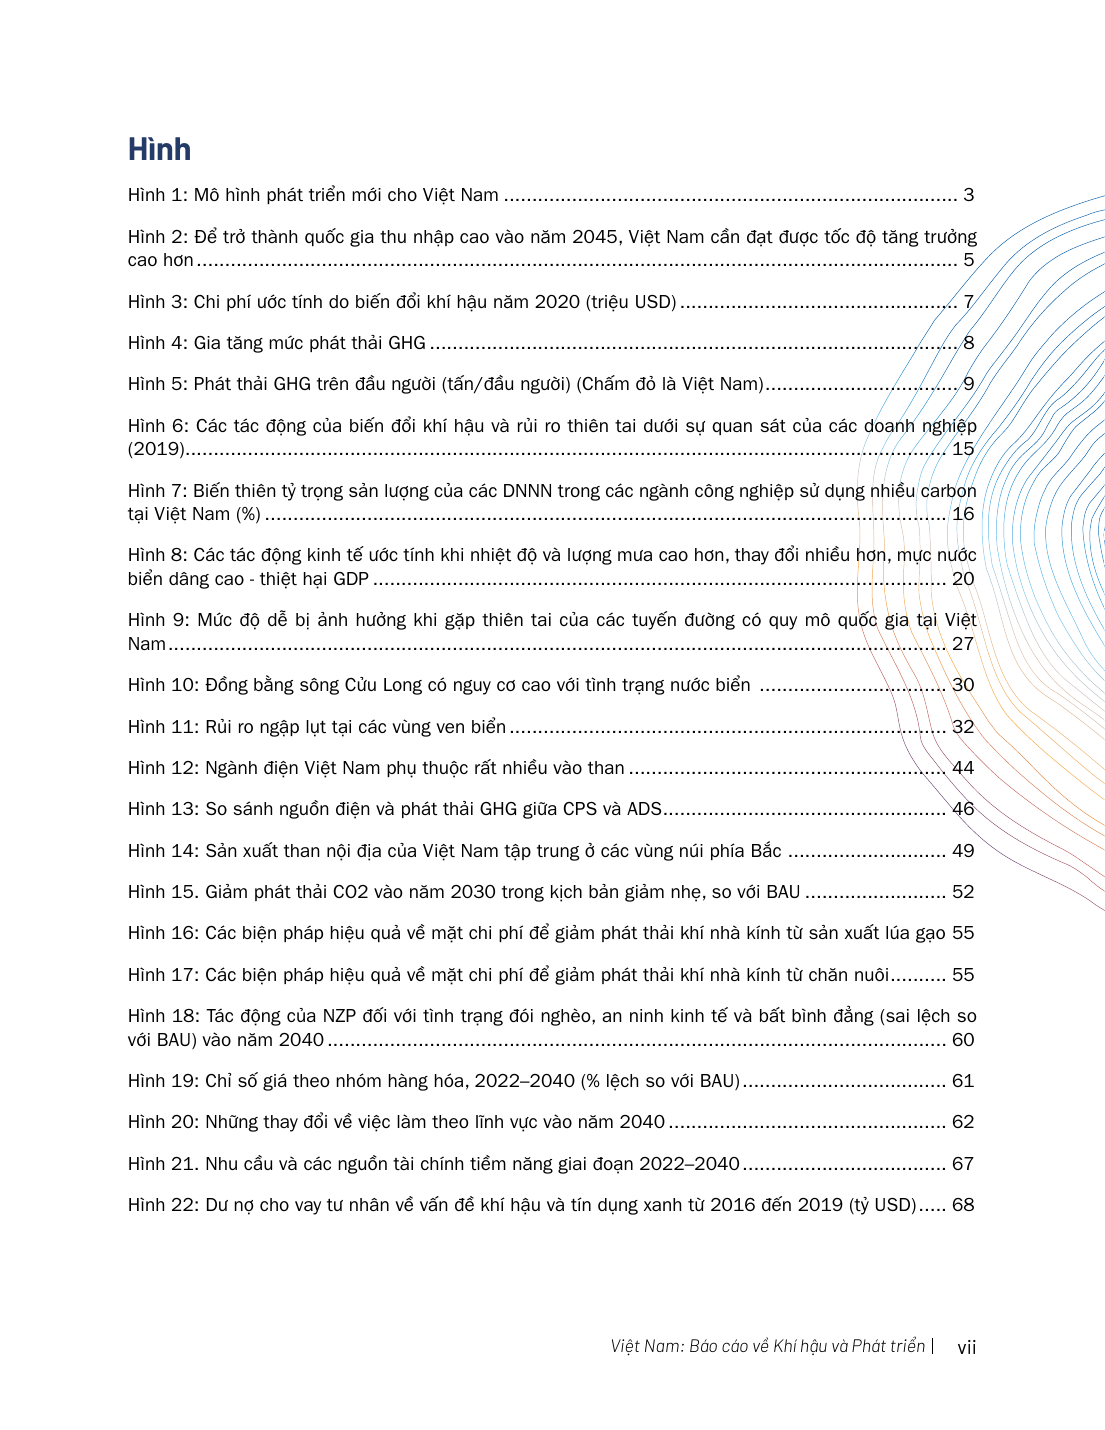 Hình
Hình 1: Mô hình phát triển mới cho Việt Nam ................................................................................ 3
Hình 2: Để trở thành quốc gia thu nhập cao vào năm 2045, Việt Nam cần đạt được tốc độ tăng trưởng
cao hơn ...................................................................................................................................... 5
Hình 3: Chi phí ước tính do biến đổi khí hậu năm 2020 (triệu USD) ................................................. 7
Hình 4: Gia tăng mức phát thải GHG ............................................................................................. 8
Hình 5: Phát thải GHG trên đầu người (tấn/đầu người) (Chấm đỏ là Việt Nam).................................. 9
Hình 6: Các tác động của biến đổi khí hậu và rủi ro thiên tai dưới sự quan sát của các doanh nghiệp
(2019)...................................................................................................................................... 15
Hình 7: Biến thiên tỷ trọng sản lượng của các DNNN trong các ngành công nghiệp sử dụng nhiều carbon
tại Việt Nam (%) ........................................................................................................................ 16
Hình 8: Các tác động kinh tế ước tính khi nhiệt độ và lượng mưa cao hơn, thay đổi nhiều hơn, mực nước
biển dâng cao - thiệt hại GDP ..................................................................................................... 20
Hình 9: Mức độ dễ bị ảnh hưởng khi gặp thiên tai của các tuyến đường có quy mô quốc gia tại Việt
Nam ......................................................................................................................................... 27
Hình 10: Đồng bằng sông Cửu Long có nguy cơ cao với tình trạng nước biển ................................. 30
Hình 11: Rủi ro ngập lụt tại các vùng ven biển ............................................................................. 32
Hình 12: Ngành điện Việt Nam phụ thuộc rất nhiều vào than ........................................................ 44
Hình 13: So sánh nguồn điện và phát thải GHG giữa CPS và ADS.................................................. 46
Hình 14: Sản xuất than nội địa của Việt Nam tập trung ở các vùng núi phía Bắc ............................ 49
Hình 15. Giảm phát thải CO2 vào năm 2030 trong kịch bản giảm nhẹ, so với BAU ......................... 52
Hình 16: Các biện pháp hiệu quả về mặt chi phí để giảm phát thải khí nhà kính từ sản xuất lúa gạo 55
Hình 17: Các biện pháp hiệu quả về mặt chi phí để giảm phát thải khí nhà kính từ chăn nuôi.......... 55
Hình 18: Tác động của NZP đối với tình trạng đói nghèo, an ninh kinh tế và bất bình đẳng (sai lệch so
với BAU) vào năm 2040 ............................................................................................................. 60
Hình 19: Chỉ số giá theo nhóm hàng hóa, 2022–2040 (% lệch so với BAU) .................................... 61
Hình 20: Những thay đổi về việc làm theo lĩnh vực vào năm 2040 ................................................. 62
Hình 21. Nhu cầu và các nguồn tài chính tiềm năng giai đoạn 2022–2040 .................................... 67
Hình 22: Dư nợ cho vay tư nhân về vấn đề khí hậu và tín dụng xanh từ 2016 đến 2019 (tỷ USD) ..... 68
Việt Nam: Báo cáo về Khí hậu và Phát triển | vii